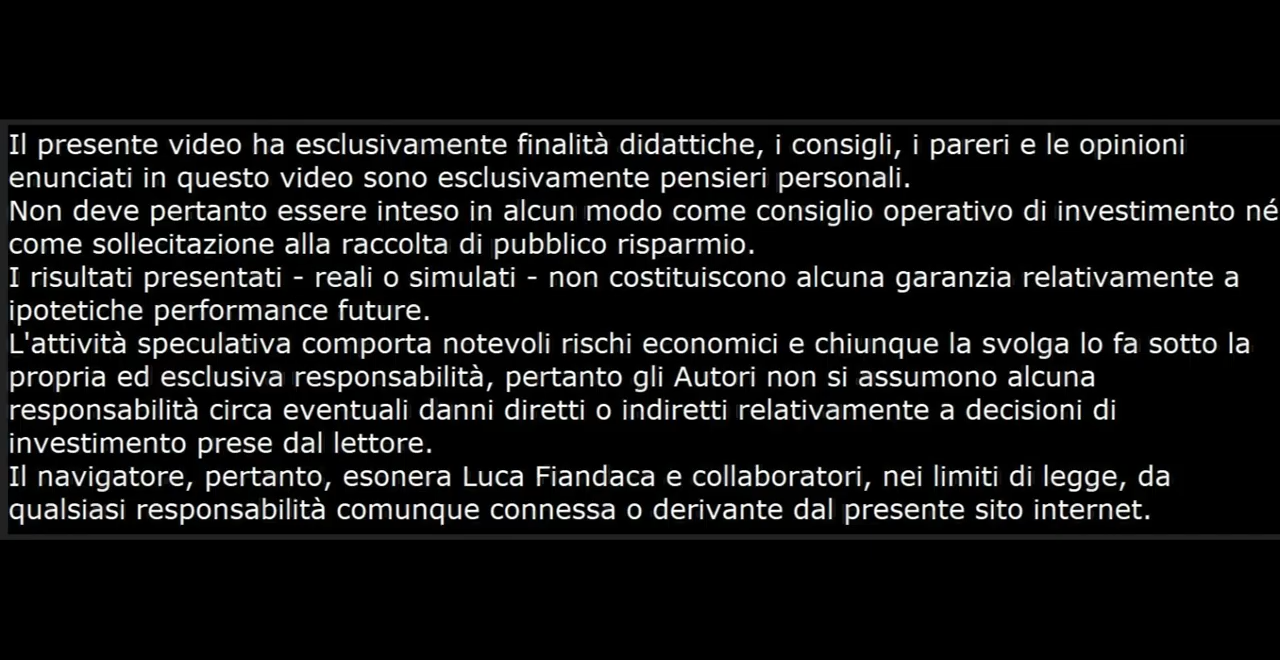 Il presente video ha esclusivamente finalità didattiche, i consigli, i pareri e le opinioni
enunciati in questo video sono esclusivamente pensieri personali.
Non deve pertanto essere inteso in alcun modo come consiglio operativo di investimento né
come sollecitazione alla raccolta di pubblico risparmio.
I risultati presentati - reali o simulati - non costituiscono alcuna garanzia relativamente a
ipotetiche performance future.
L'attività speculativa comporta notevoli rischi economici e chiunque la svolga lo fa sotto la
propria ed esclusiva responsabilità, pertanto gli Autori non si assumono alcuna
responsabilità circa eventuali danni diretti o indiretti relativamente a decisioni di
investimento prese dal lettore.
Il navigatore, pertanto, esonera Luca Fiandaca e collaboratori, nei limiti di legge, da
qualsiasi responsabilità comunque connessa o derivante dal presente sito internet.